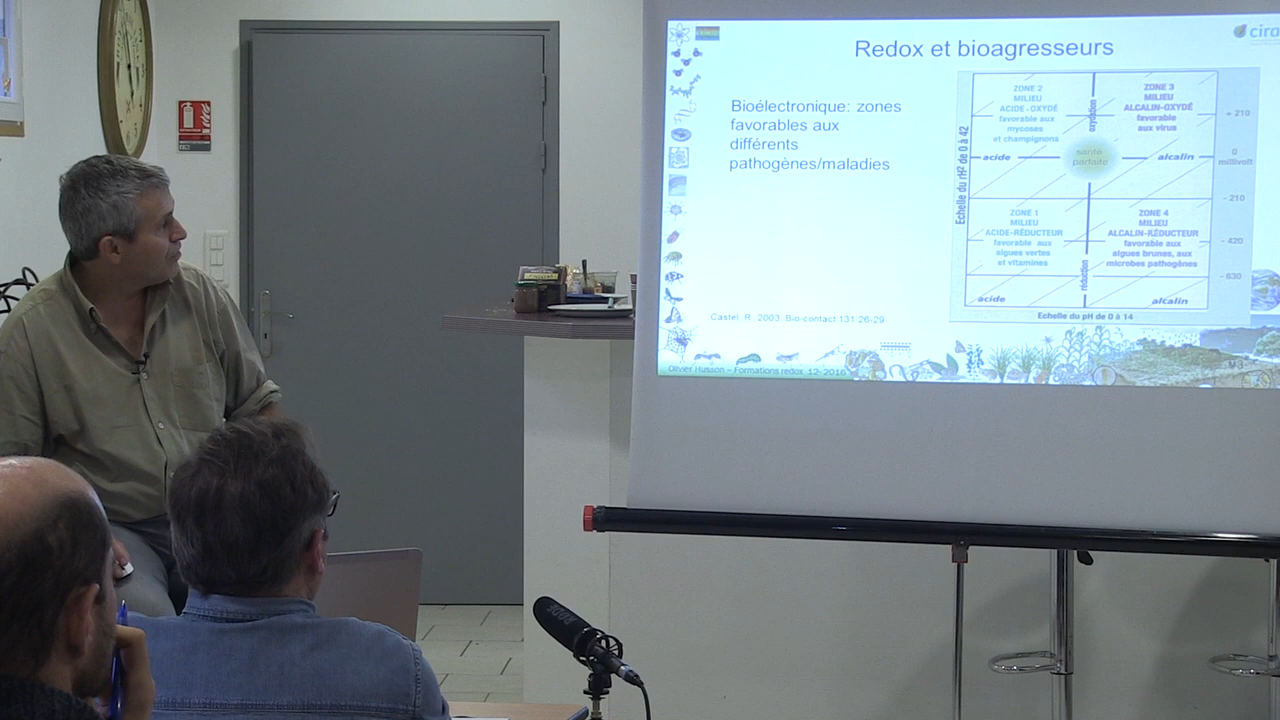 Redox et bioagresseurs
cira
Bioélectronique: zones
favorables aux
différents
pathogènes/maladies
ZONE 2
MILIEU
ACIDE-OXYDÉ
favorable aux
mycoses
et champignons
ZONE 3
MILIEU
ALCALIN-OXYDÉ
favorable
aux virus
oxydation
+ 210
0
millivolt
- 210
- 420
- 630
acide
santé
parfaite
alcalin
Echelle du rH2 de 0 à 42
ZONE 1
MILIEU
ACIDE-RÉDUCTEUR
favorable aux
algues vertes
et vitamines
ZONE 4
MILIEU
ALCALIN-RÉDUCTEUR
favorable aux
algues brunes, aux
microbes pathogènes
réduction
acide
alcalin
Echelle du pH de 0 à 14
Castel, R. 2003. Bio-contact 131:26-29
Olivier Husson – Formations redox 12- 2016
RODE